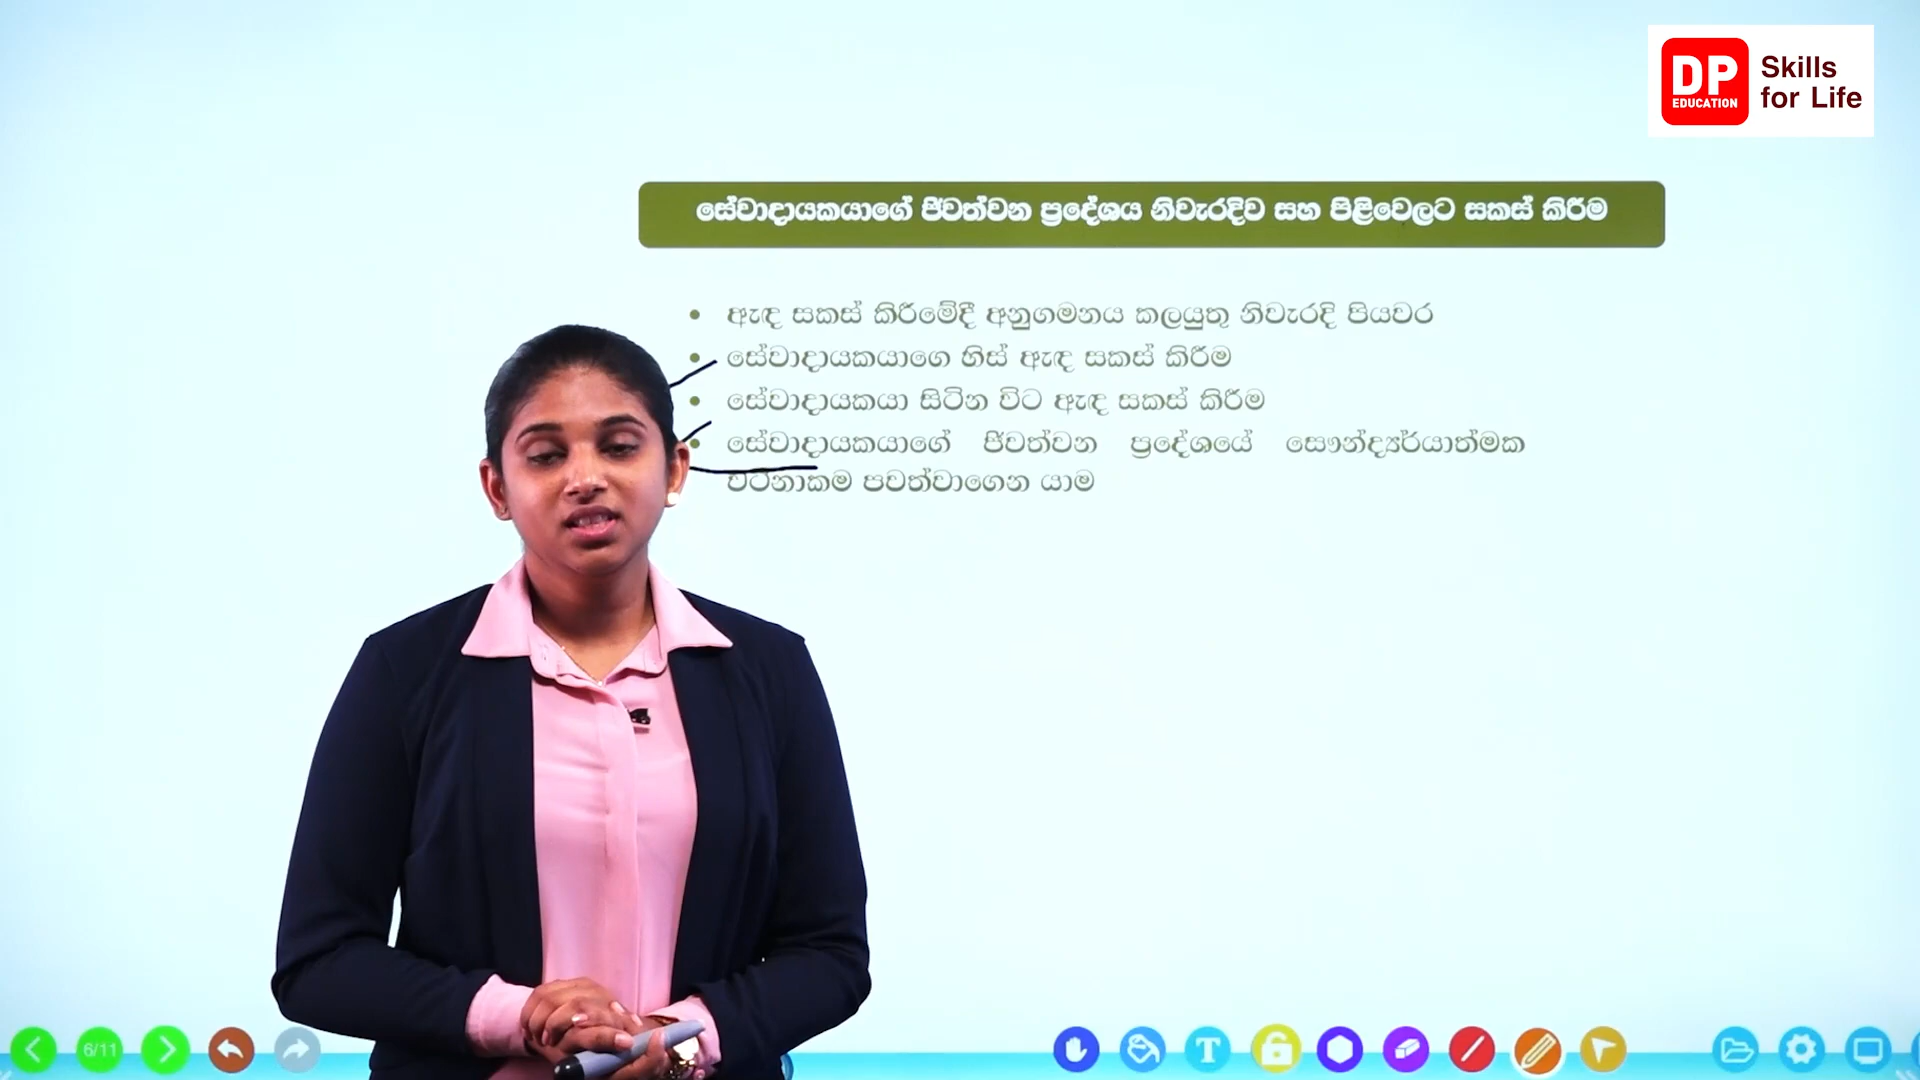 DP
EDUCATION
Skills
for Life
සේවාදායකයාගේ ජීවත්වන ප්‍රදේශය නිවැරදිව සහ පිළිවෙලට සකස් කිරීම
• ඇඳ සකස් කිරීමේදී අනුගමනය කලයුතු නිවැරදි පියවර
• සේවාදායකයාගෙ හිස් ඇඳ සකස් කිරීම
• සේවාදායකයා සිටින විට ඇඳ සකස් කිරීම
• සේවාදායකයාගේ ජීවත්වන ප්‍රදේශයේ සෞන්දර්යාත්මක
වටිනාකම පවත්වාගෙන යාම
6/11
T